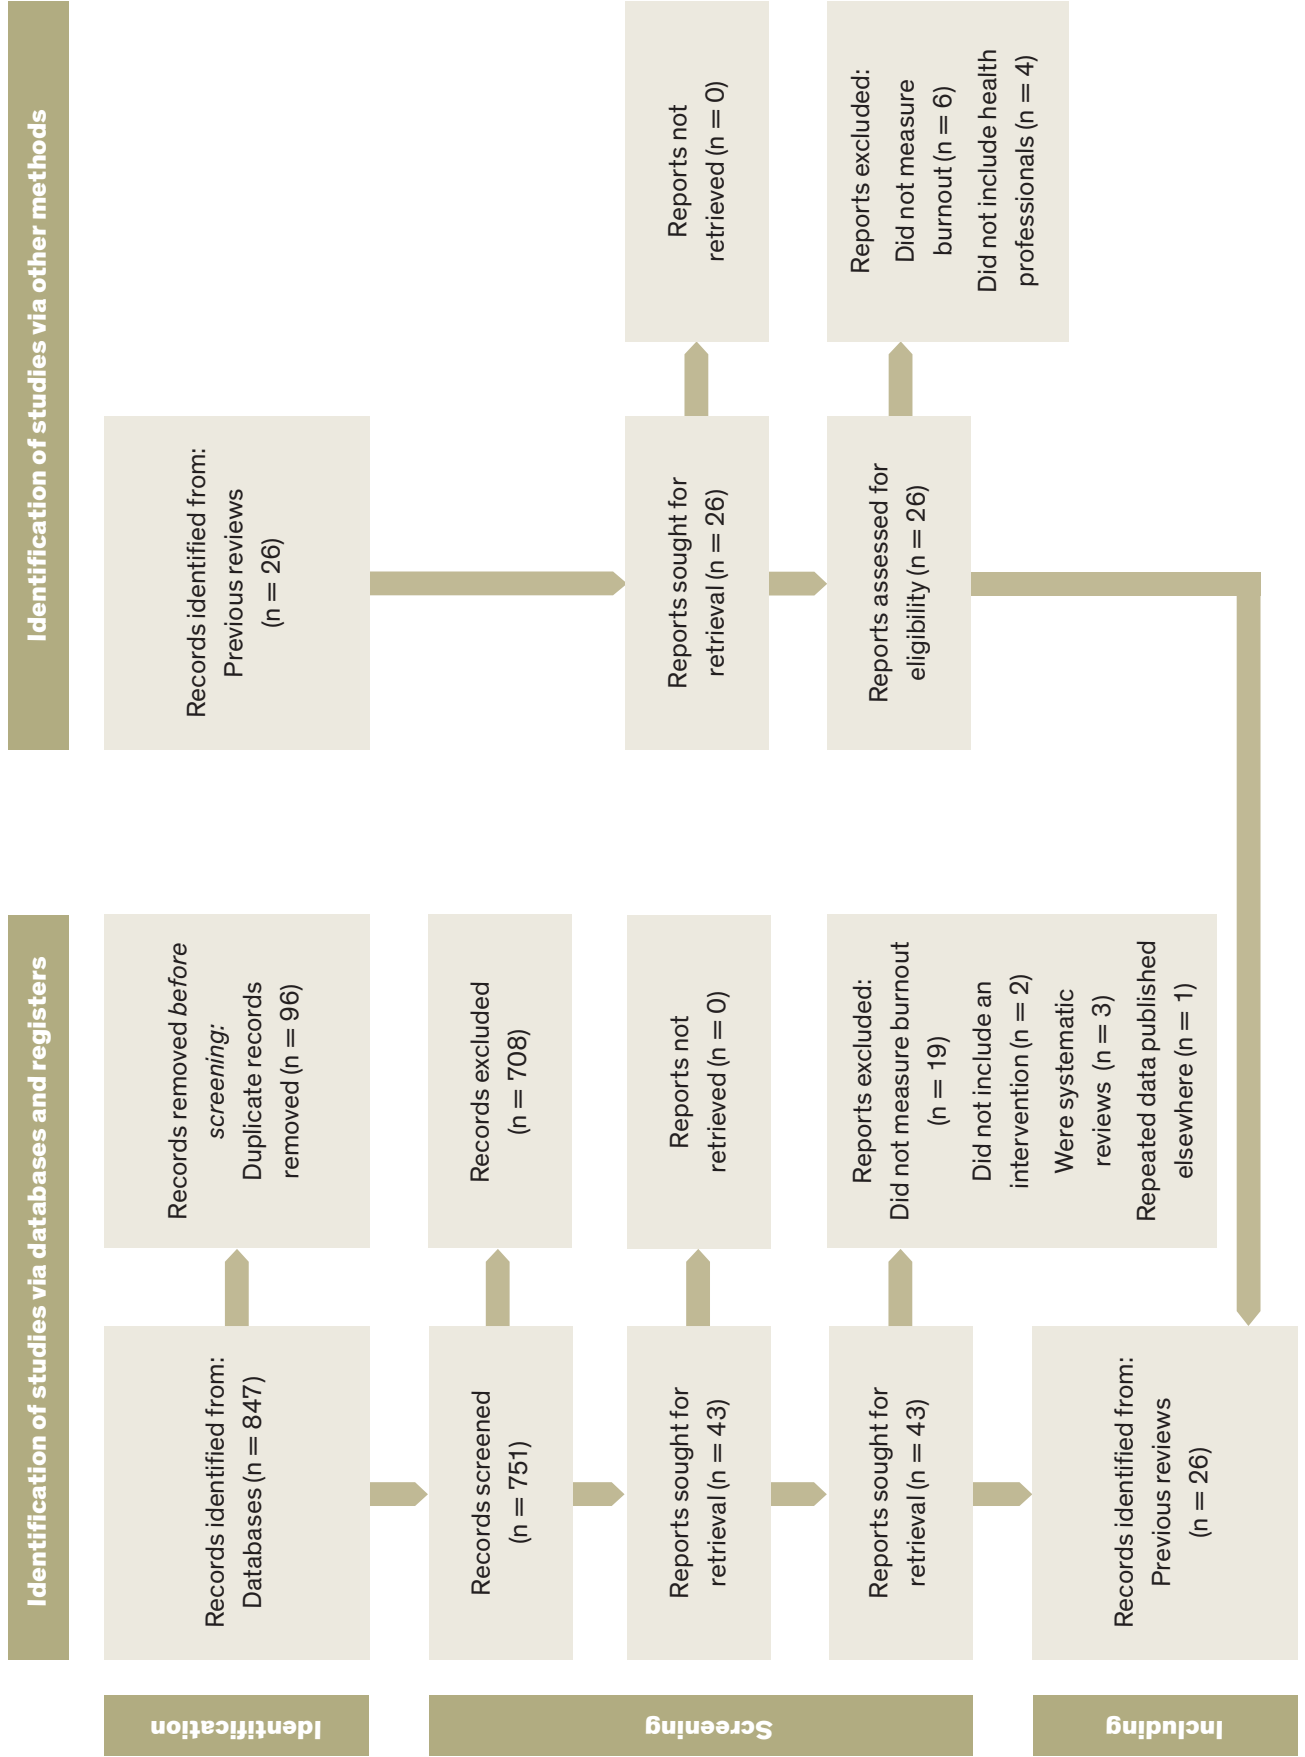 Identification of studies via databases and registers
Identification of studies via other methods
Identification
Records identified from:
Databases (n = 847)
Records removed before
screening:
Duplicate records
removed (n = 96)
Records identified from:
Previous reviews
(n = 26)
Screening
Records screened
(n = 751)
Records excluded
(n = 708)
Reports sought for
retrieval (n = 43)
Reports not
retrieved (n = 0)
Reports sought for
retrieval (n = 26)
Reports not
retrieved (n = 0)
Reports sought for
retrieval (n = 43)
Reports excluded:
Did not measure burnout
(n = 19)
Did not include an
intervention (n = 2)
Were systematic
reviews (n = 3)
Repeated data published
elsewhere (n = 1)
Reports assessed for
eligibility (n = 26)
Reports excluded:
Did not measure
burnout (n = 6)
Did not include health
professionals (n = 4)
Including
Records identified from:
Previous reviews
(n = 26)